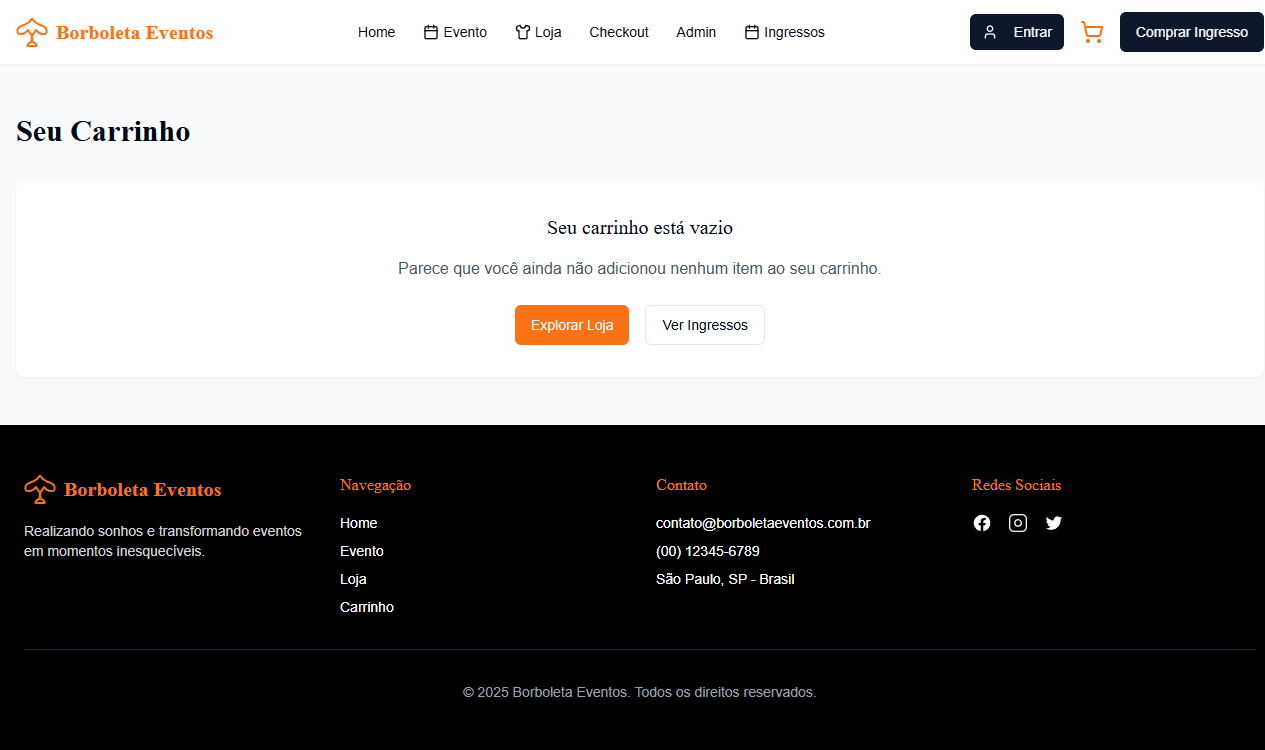 Borboleta Eventos
Home
Evento
Loja
Checkout
Admin
Ingressos
Entrar
Comprar Ingresso
Seu Carrinho
Seu carrinho está vazio
Parece que você ainda não adicionou nenhum item ao seu carrinho.
Explorar Loja
Ver Ingressos
Borboleta Eventos
Realizando sonhos e transformando eventos
em momentos inesquecíveis.
Navegação
Home
Evento
Loja
Carrinho
Contato
contato@borboletaeventos.com.br
(00) 12345-6789
São Paulo, SP - Brasil
Redes Sociais
© 2025 Borboleta Eventos. Todos os direitos reservados.